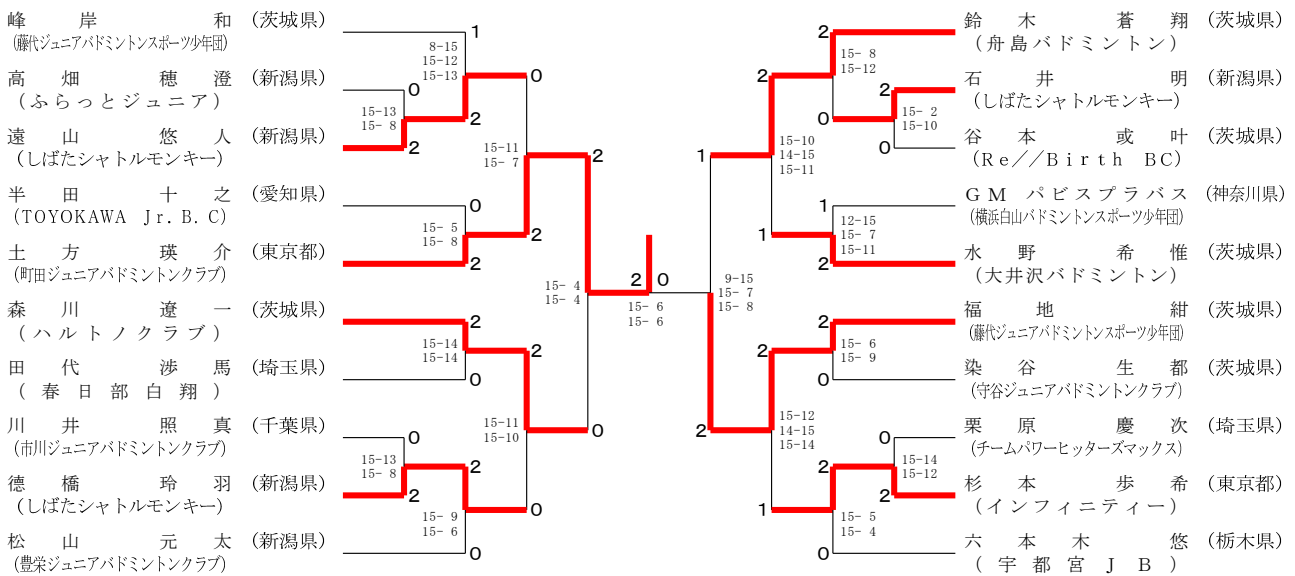 峰岸和 (茨城県)
(藤代ジュニアバドミントンスポーツ少年団)
高畑穂澄 (新潟県)
(ふらっとジュニア)
遠山悠人 (新潟県)
(しばたシャトルモンキー)
半田十之 (愛知県)
(TOYOKAWA Jr.B.C)
土方瑛介 (東京都)
(町田ジュニアバドミントンクラブ)
森川遼一 (茨城県)
(ハルトノクラブ)
田代渉馬 (埼玉県)
(春日部白翔)
川井照真 (千葉県)
(市川ジュニアバドミントンクラブ)
德橋玲羽 (新潟県)
(しばたシャトルモンキー)
松山元太 (新潟県)
(豊栄ジュニアバドミントンクラブ)
1
8-15
15-12
15-13
2
0
15-13
15- 8
2
0
15-11
15- 7
2
0
15- 5
15- 8
2
2
15- 4
15- 4
0
2
15-14
15-14
0
2
15-11
15-10
0
0
15-13
15- 8
2
2
15- 9
15- 6
0
2 0
15- 6
15- 6
1
9-15
15- 7
15- 8
2
2
15-10
14-15
15-11
1
2
15- 8
15-12
0
2
15- 2
15-10
0
1
12-15
15- 7
15-11
2
2
15-12
14-15
15-14
1
2
15- 6
15- 9
0
0
15-14
15-12
2
2
15- 5
15- 4
0
鈴木蒼翔 (茨城県)
(舟島バドミントン)
石井明 (新潟県)
(しばたシャトルモンキー)
谷本或叶 (茨城県)
(Re//Birth BC)
GM パビスプラバス (神奈川県)
(横浜白山バドミントンスポーツ少年団)
水野希惟 (茨城県)
(大井沢バドミントン)
福地紺 (茨城県)
(藤代ジュニアバドミントンスポーツ少年団)
染谷生都 (茨城県)
(守谷ジュニアバドミントンクラブ)
栗原慶次 (埼玉県)
(チームパワーヒッターズマックス)
杉本歩希 (東京都)
(インフィニティー)
六本木悠 (栃木県)
(宇都宮JB)